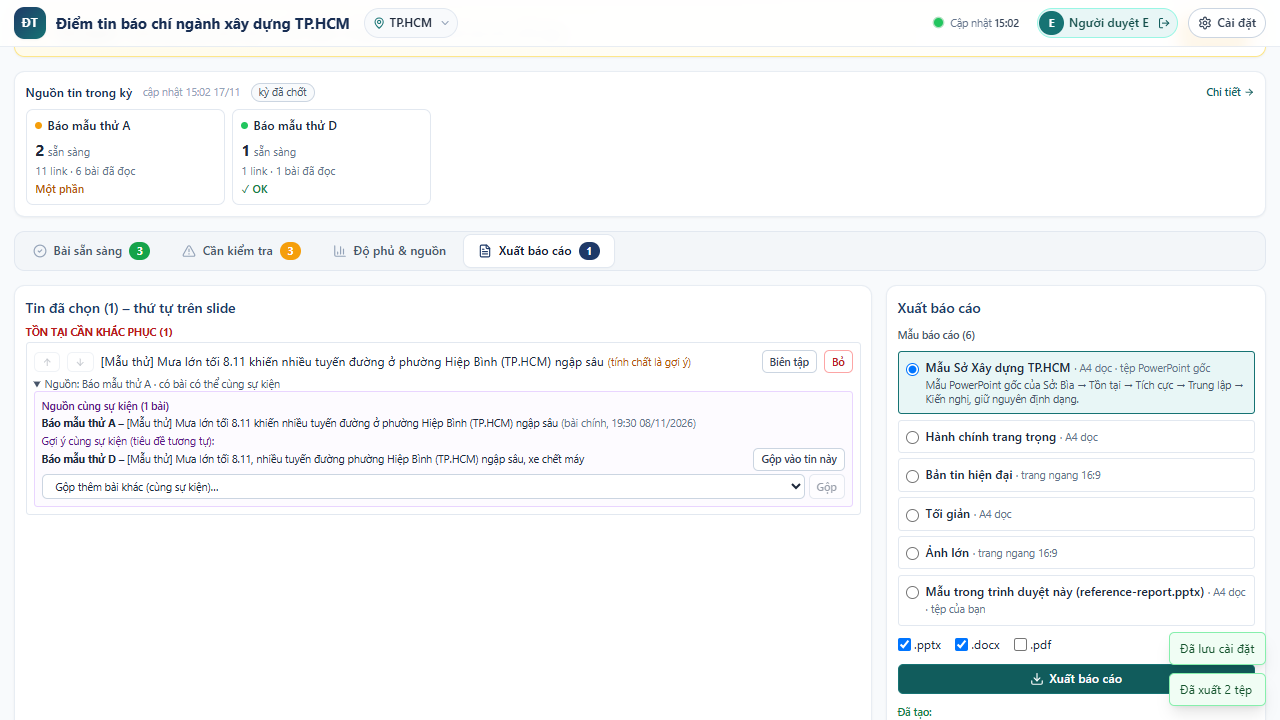 ĐT Điểm tin báo chí ngành xây dựng TP.HCM TP.HCM Cập nhật 15:02 E Người duyệt E Cài đặt
Nguồn tin trong kỳ cập nhật 15:02 17/11 kỳ đã chốt Chi tiết →
Báo mẫu thử A
2 sẵn sàng
11 link · 6 bài đã đọc
Một phần
Báo mẫu thử D
1 sẵn sàng
1 link · 1 bài đã đọc
✓ OK
Bài sẵn sàng 3 Cần kiểm tra 3 Độ phủ & nguồn Xuất báo cáo 1
Tin đã chọn (1) – thứ tự trên slide
TỒN TẠI CẦN KHẮC PHỤC (1)
↑ ↓ [Mẫu thử] Mưa lớn tối 8.11 khiến nhiều tuyến đường ở phường Hiệp Bình (TP.HCM) ngập sâu (tính chất là gợi ý) Biên tập Bỏ
▼ Nguồn: Báo mẫu thử A · có bài có thể cùng sự kiện
Nguồn cùng sự kiện (1 bài)
Báo mẫu thử A – [Mẫu thử] Mưa lớn tối 8.11 khiến nhiều tuyến đường ở phường Hiệp Bình (TP.HCM) ngập sâu (bài chính, 19:30 08/11/2026)
Gợi ý cùng sự kiện (tiêu đề tương tự):
Báo mẫu thử D – [Mẫu thử] Mưa lớn tối 8.11, nhiều tuyến đường phường Hiệp Bình (TP.HCM) ngập sâu, xe chết máy Gộp vào tin này
Gộp thêm bài khác (cùng sự kiện)... Gộp
Xuất báo cáo
Mẫu báo cáo (6)
Mẫu Sở Xây dựng TP.HCM · A4 dọc · tệp PowerPoint gốc
Mẫu PowerPoint gốc của Sở: Bìa → Tồn tại → Tích cực → Trung lập →
Kiến nghị, giữ nguyên định dạng.
Hành chính trang trọng · A4 dọc
Bản tin hiện đại · trang ngang 16:9
Tối giản · A4 dọc
Ảnh lớn · trang ngang 16:9
Mẫu trong trình duyệt này (reference-report.pptx) · A4 dọc
· tệp của bạn
.pptx .docx .pdf
Xuất báo cáo
Đã tạo:
Đã lưu cài đặt
Đã xuất 2 tệp